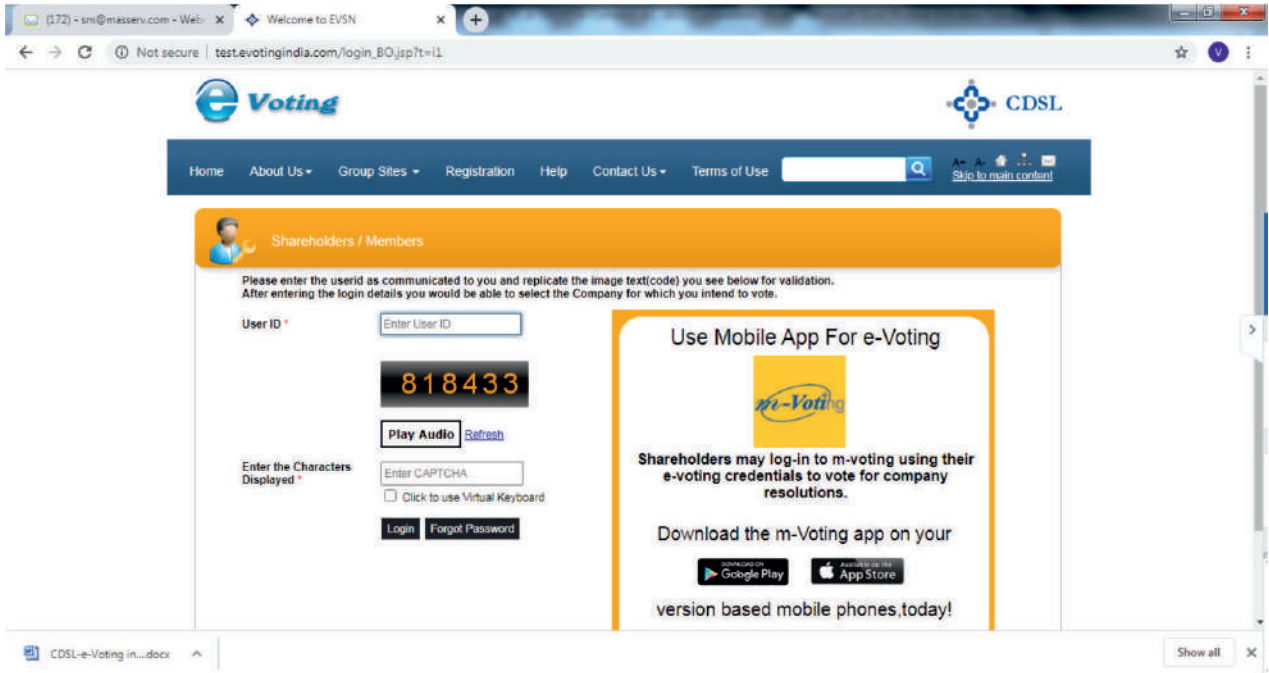 (172) - sm@masserv.com - Web
Welcome to EVSN
Not secure | test.evotingindia.com/login_BO.jsp?t=i1
V
e Voting
CDSL
Home About Us Group Sites Registration Help Contact Us Terms of Use
A+ A-
Skip to main content
Shareholders / Members
Please enter the userid as communicated to you and replicate the image text(code) you see below for validation.
After entering the login details you would be able to select the Company for which you intend to vote.
User ID *
Enter User ID
818433
Play Audio Refresh
Enter the Characters
Displayed *
Enter CAPTCHA
Click to use Virtual Keyboard
Login Forgot Password
Use Mobile App For e-Voting
m-Voting
Shareholders may log-in to m-voting using their
e-voting credentials to vote for company
resolutions.
Download the m-Voting app on your
DOWNLOAD ON
Google Play
Available on the
App Store
version based mobile phones,today!
CDSL-e-Voting in....docx
Show all